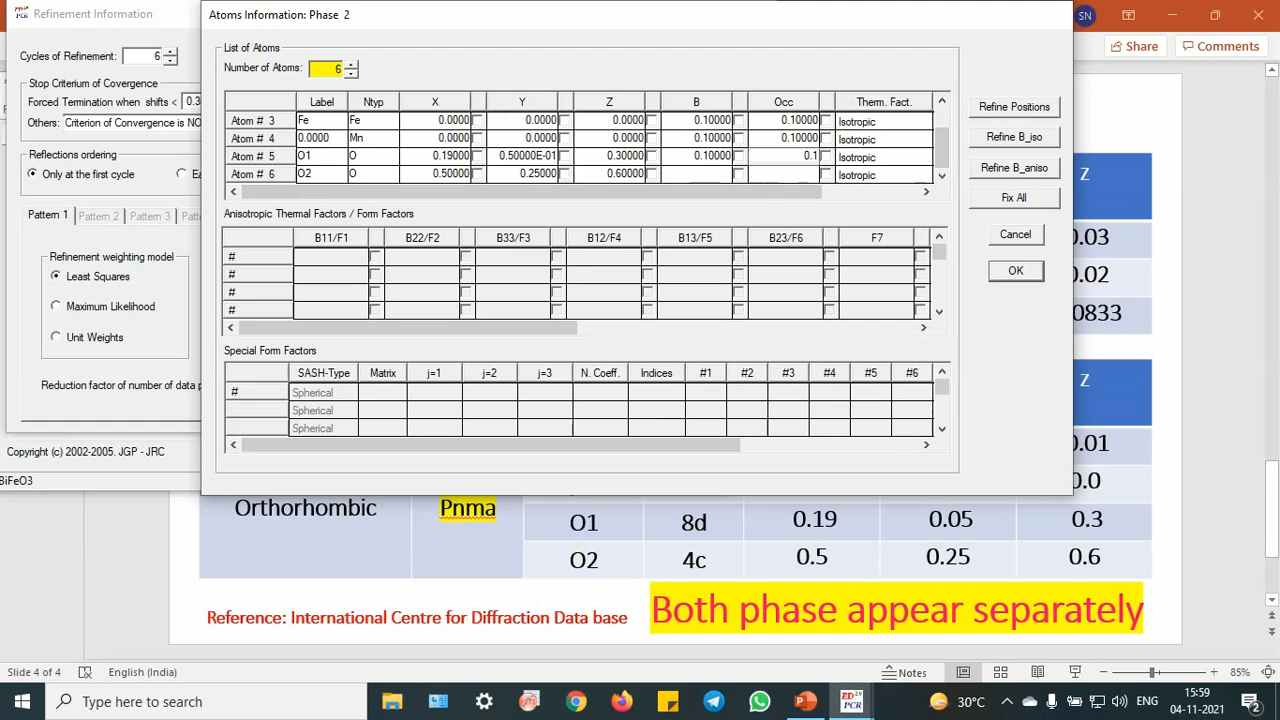 Refinement Information
Atoms Information: Phase 2
SN
Share
Comments
Cycles of Refinement: 6
Stop Criterium of Convergence
Forced Termination when shifts <
Others: Criterion of Convergence is NO
Reflections ordering
Only at the first cycle
Pattern 1 Pattern 2 Pattern 3
Refinement weighting model
Least Squares
Maximum Likelihood
Unit Weights
Reduction factor of number of data
Copyright (c) 2002-2005. JGP - JRC
BiFeO3
List of Atoms
Number of Atoms: 6
Label Ntyp X Y Z B Occ Therm. Fact.
Atom # 3 Fe Fe 0.0000 0.0000 0.0000 0.10000 0.10000 Isotropic
Atom # 4 0.0000 Mn 0.0000 0.0000 0.0000 0.10000 0.10000 Isotropic
Atom # 5 O1 O 0.19000 0.50000E-01 0.30000 0.10000 0.1 Isotropic
Atom # 6 O2 O 0.50000 0.25000 0.60000 Isotropic
Refine Positions
Refine B_iso
Refine B_aniso
Fix All
Cancel
OK
Anisotropic Thermal Factors / Form Factors
B11/F1 B22/F2 B33/F3 B12/F4 B13/F5 B23/F6 F7
#
#
#
#
Special Form Factors
SASH-Type Matrix j=1 j=2 j=3 N. Coeff. Indices #1 #2 #3 #4 #5 #6
# Spherical
Spherical
Spherical
Z
0.03
0.02
0833
Z
0.01
0.0
Orthorhombic Pnma
O1 8d 0.19 0.05 0.3
O2 4c 0.5 0.25 0.6
Reference: International Centre for Diffraction Data base
Both phase appear separately
Slide 4 of 4 English (India) Notes 85%
Type here to search
30°C ENG 15:59
04-11-2021
2